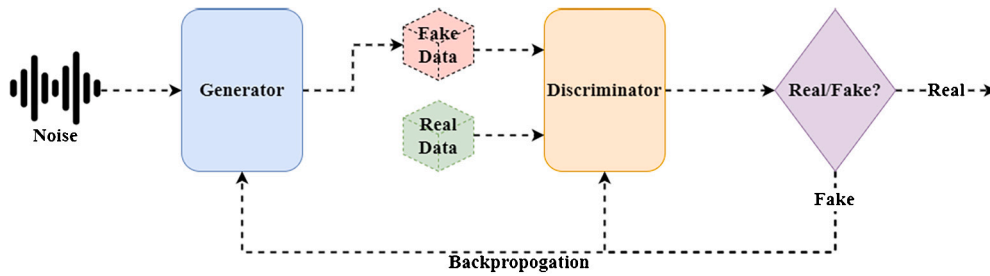 Noise
Generator
Fake
Data
Real
Data
Discriminator
Real/Fake?
Real
Fake
Backpropogation